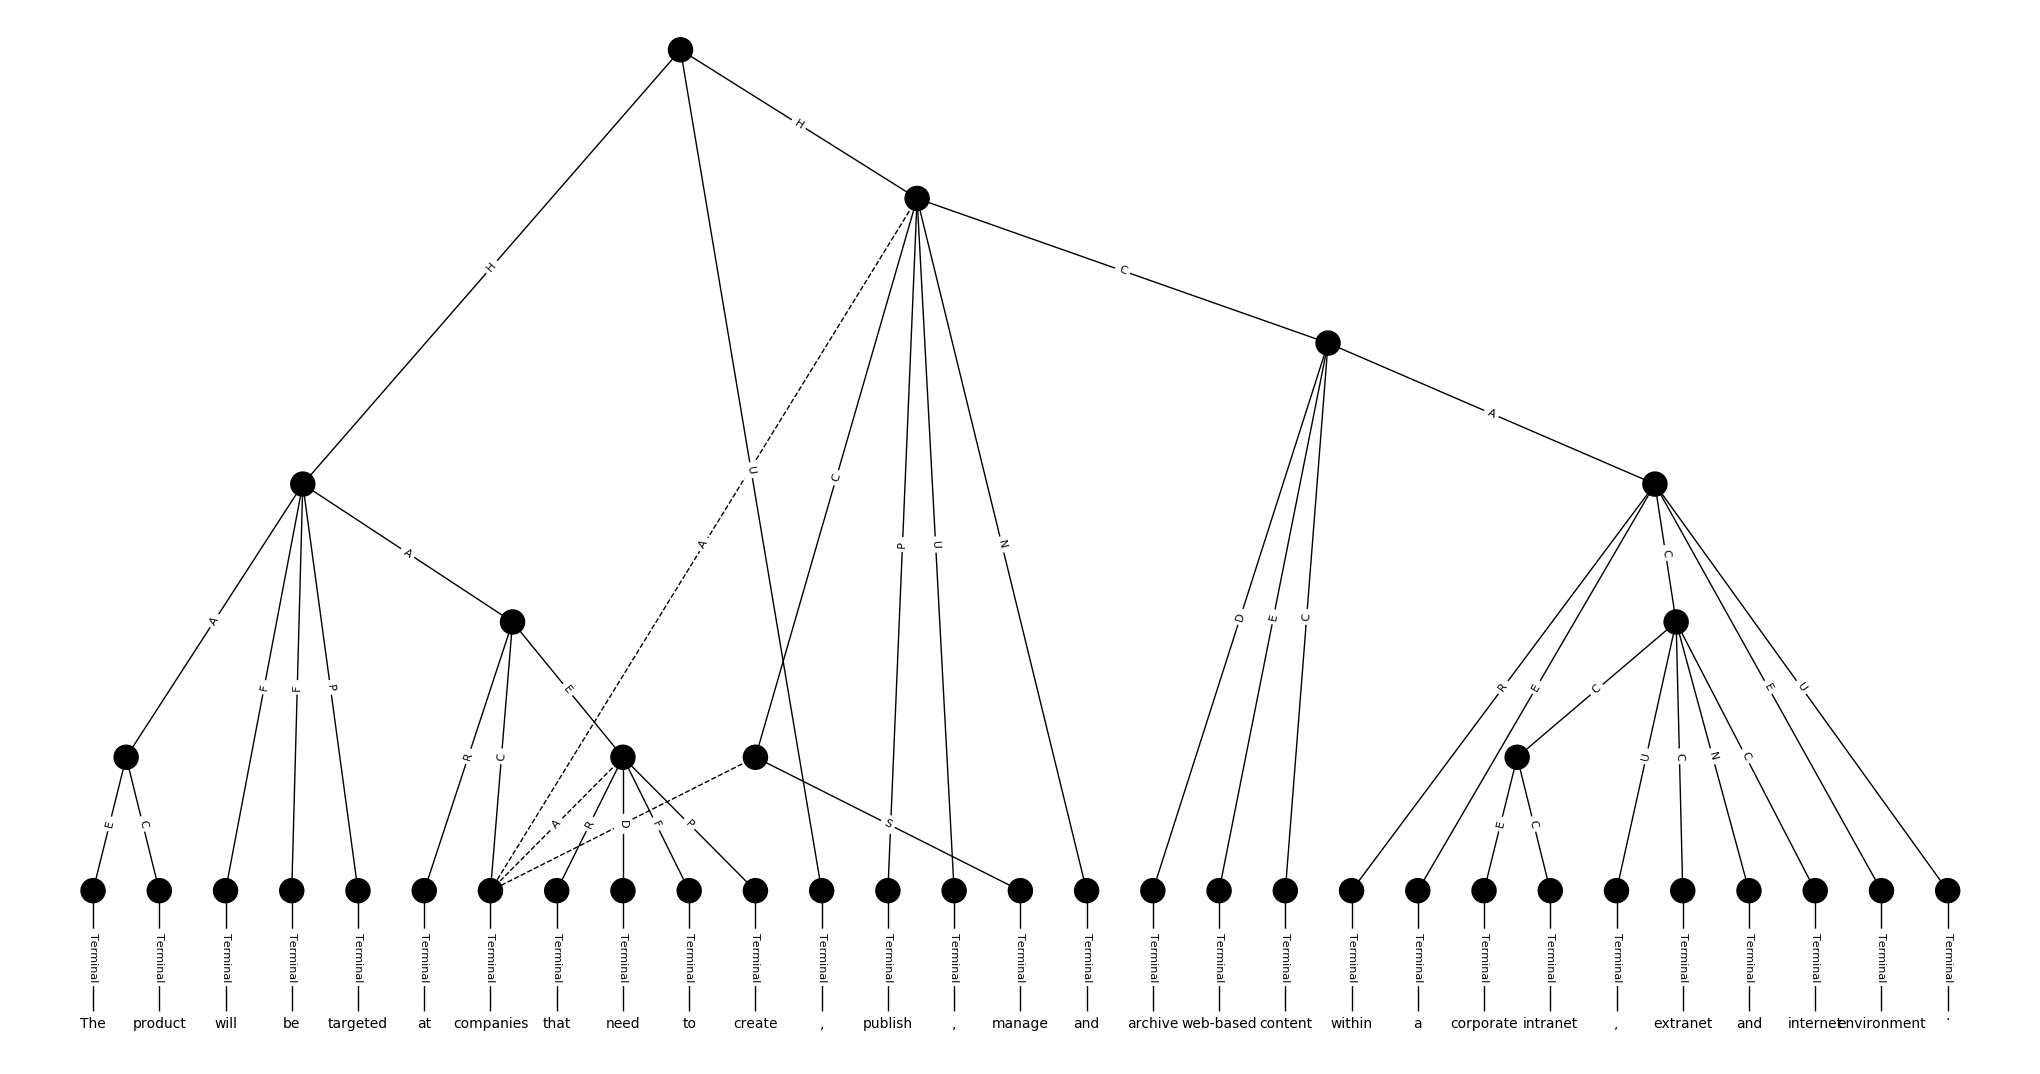 H
H
C
H
A
U
C
A
A
P
U
N
C
A
D
E
C
F
F
P
E
R
E
C
E
U
R
C
C
U
C
N
C
E
C
A
R
D
F
P
S
E
C
Terminal Terminal Terminal Terminal Terminal Terminal Terminal Terminal Terminal Terminal Terminal Terminal Terminal Terminal Terminal Terminal Terminal Terminal Terminal Terminal Terminal Terminal Terminal Terminal Terminal Terminal Terminal Terminal Terminal
The product will be targeted at companies that need to create , publish , manage and archive web-based content within a corporate intranet , extranet and internet environment .